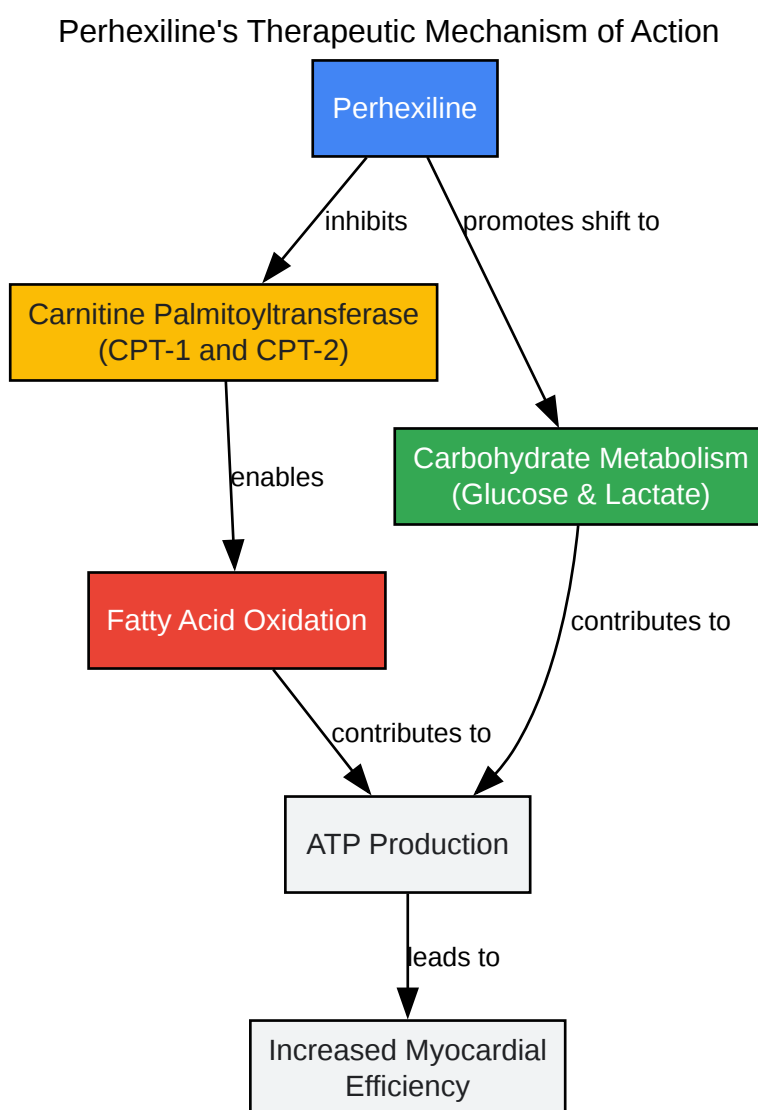 Perhexiline's Therapeutic Mechanism of Action
Perhexiline
inhibits
promotes shift to
Carnitine Palmitoyltransferase
(CPT-1 and CPT-2)
Carbohydrate Metabolism
(Glucose & Lactate)
enables
Fatty Acid Oxidation
contributes to
contributes to
ATP Production
leads to
Increased Myocardial
Efficiency